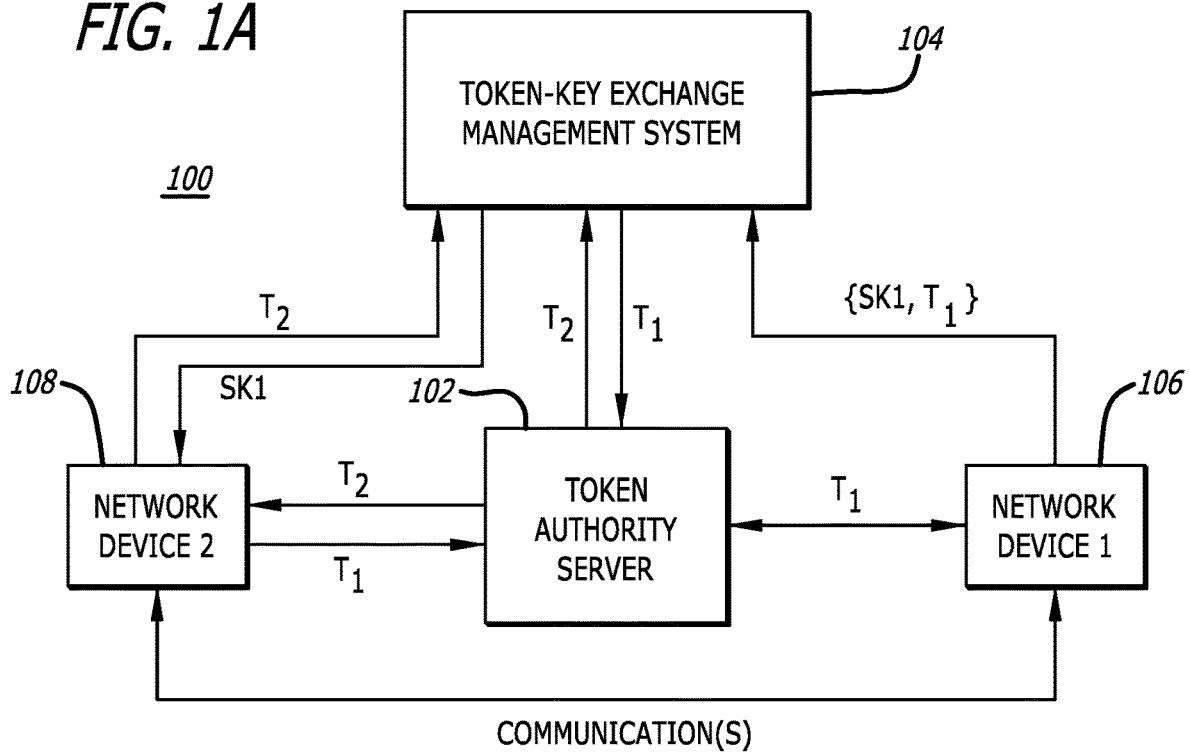 FIG. 1A
104
TOKEN-KEY EXCHANGE
MANAGEMENT SYSTEM
100
T2
SK1
T2
T1
{SK1, T1}
108
102
106
NETWORK
DEVICE 2
T2
T1
TOKEN
AUTHORITY
SERVER
T1
NETWORK
DEVICE 1
COMMUNICATION(S)